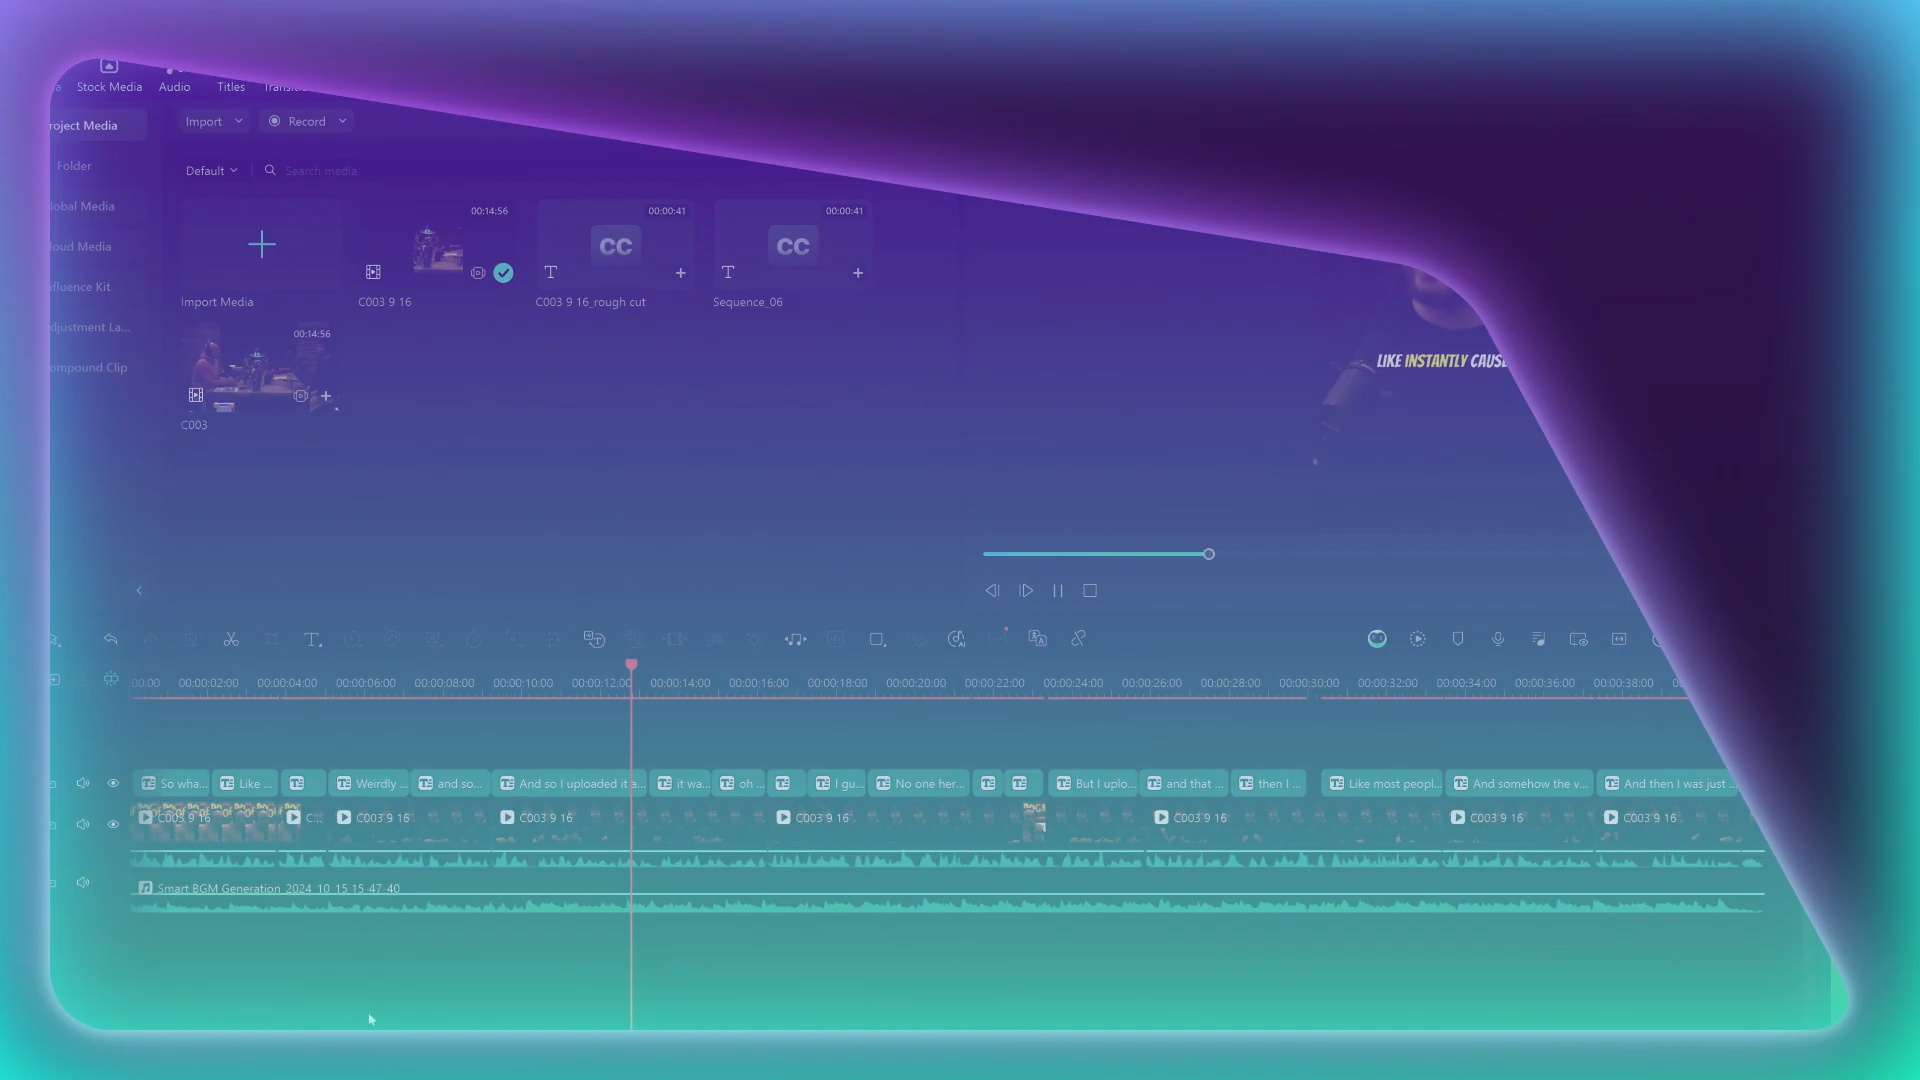 Stock Media Audio Titles
Import Record
roject Media
Folder
Default Search media
obal Media
loud Media
fluence Kit
djustment La...
ompound Clip
00:14:56 00:00:41 00:00:41
CC CC
Import Media C003 9 16 C003 9 16_rough cut Sequence_06
00:14:56
C003
LIKE INSTANTLY CAUSE
:00:00 00:00:02:00 00:00:04:00 00:00:06:00 00:00:08:00 00:00:10:00 00:00:12:00 00:00:14:00 00:00:16:00 00:00:18:00 00:00:20:00 00:00:22:00 00:00:24:00 00:00:26:00 00:00:28:00 00:00:30:00 00:00:32:00 00:00:34:00 00:00:36:00 00:00:38:00
So wha... Like ... Weirdly ... and so... And so I uploaded it a... it wa... oh ... I gu... No one her... But I uplo... and that ... then I ... Like most peopl... And somehow the v... And then I was just ...
C003 9 16 C... C003 9 16 C003 9 16 C003 9 16 C003 9 16 C003 9 16 C003 9 16
Smart BGM Generation_2024_10_15 15-47-40